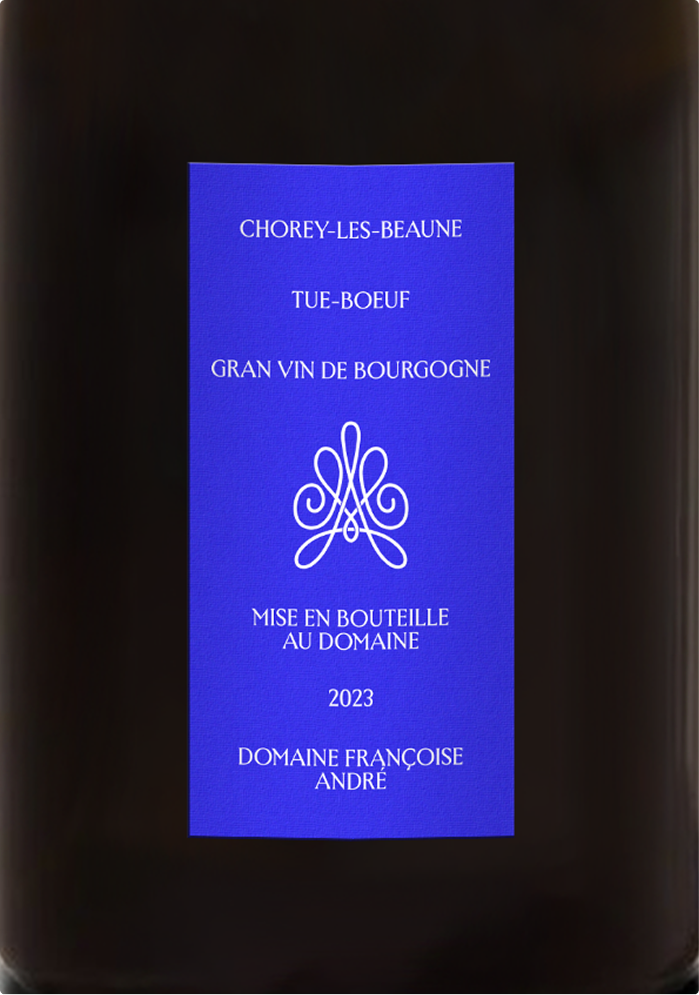 CHOREY-LES-BEAUNE
TUE-BOEUF
GRAN VIN DE BOURGOGNE
MISE EN BOUTEILLE
AU DOMAINE
2023
DOMAINE FRANÇOISE
ANDRÉ